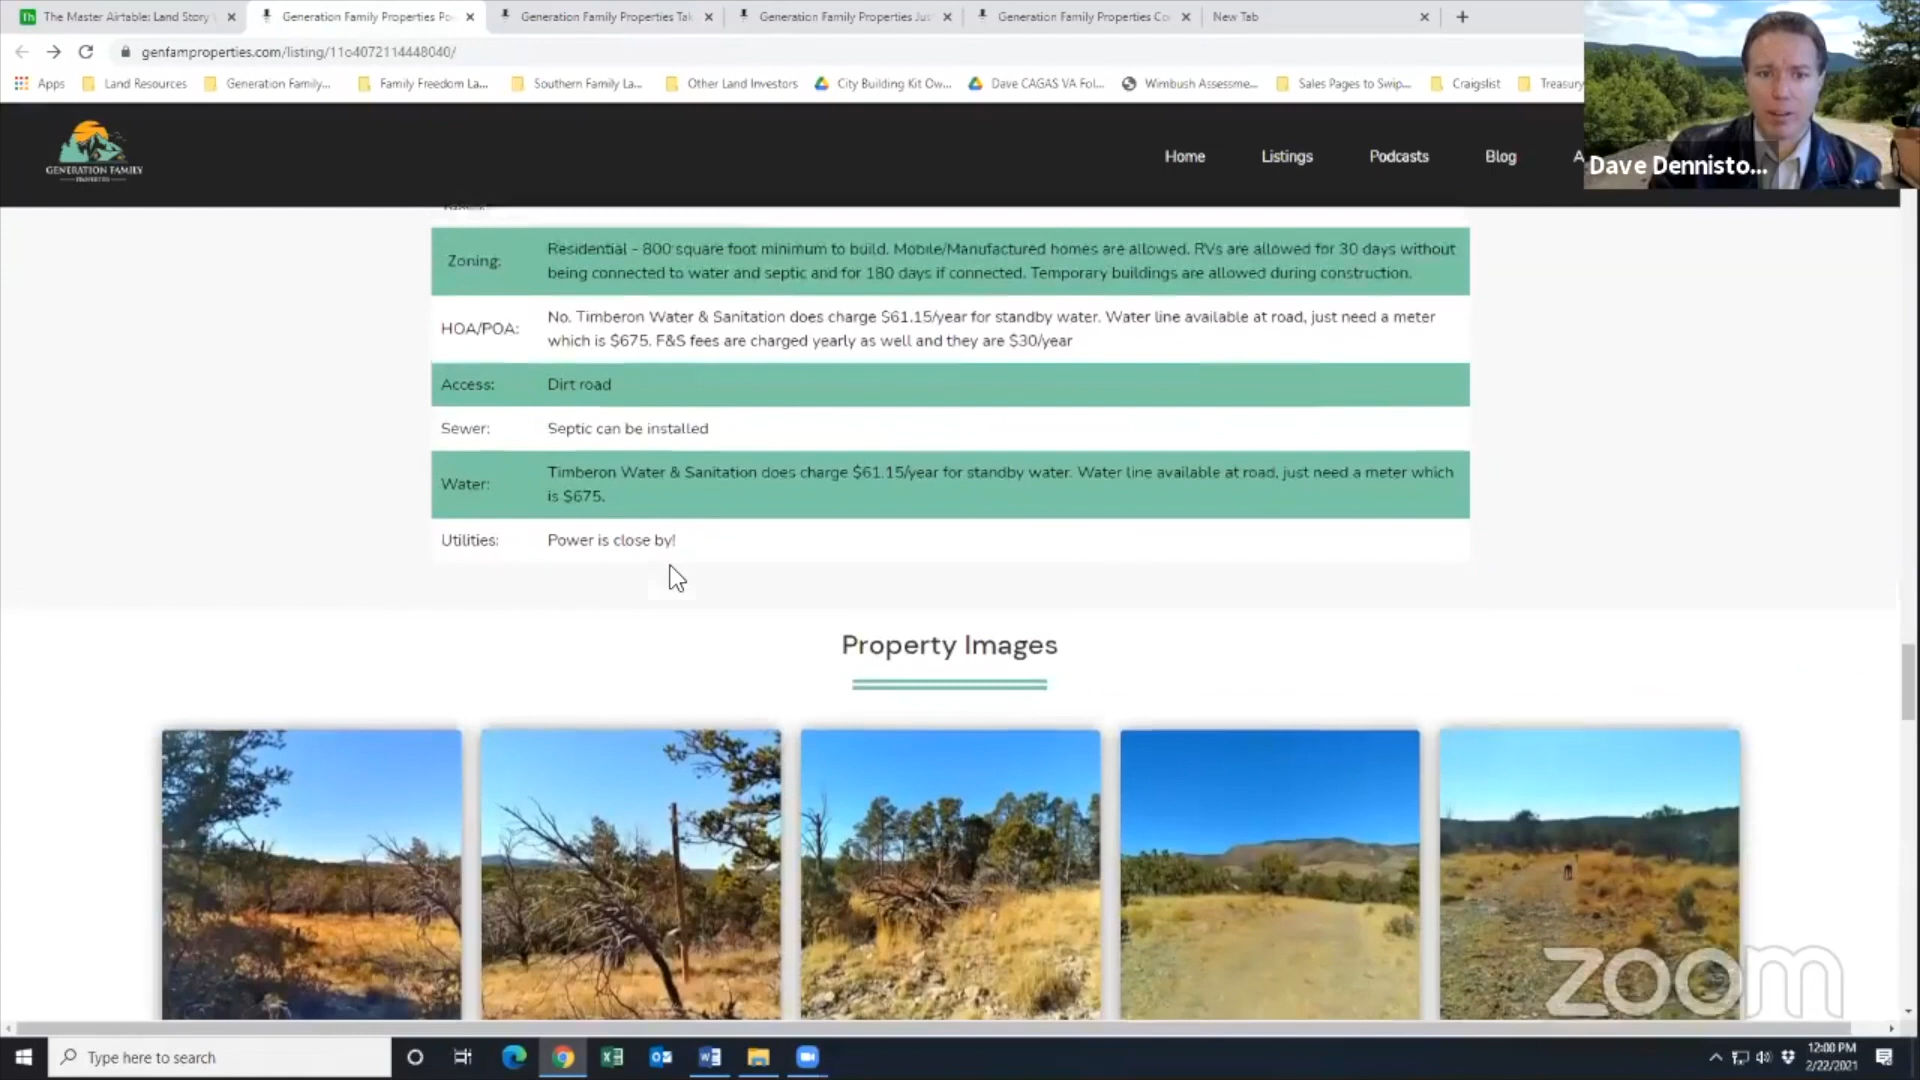 The Master Airtable: Land Story
Generation Family Properties Po
Generation Family Properties Tak
Generation Family Properties Jus
Generation Family Properties Co
New Tab
genfamproperties.com/listing/11o4072114448040/
Apps
Land Resources
Generation Family...
Family Freedom La...
Southern Family La...
Other Land Investors
City Building Kit Ow...
Dave CAGAS VA Fol...
Wimbush Assessme...
Sales Pages to Swip...
Craigslist
Treasury
GENERATION FAMILY
PROPERTIES
Home
Listings
Podcasts
Blog
A
Dave Dennisto...
Zoning:
Residential - 800 square foot minimum to build. Mobile/Manufactured homes are allowed. RVs are allowed for 30 days without
being connected to water and septic and for 180 days if connected. Temporary buildings are allowed during construction.
HOA/POA:
No. Timberon Water & Sanitation does charge $61.15/year for standby water. Water line available at road, just need a meter
which is $675. F&S fees are charged yearly as well and they are $30/year
Access:
Dirt road
Sewer:
Septic can be installed
Water:
Timberon Water & Sanitation does charge $61.15/year for standby water. Water line available at road, just need a meter which
is $675.
Utilities:
Power is close by!
Property Images
zoom
Type here to search
12:00 PM
2/22/2021